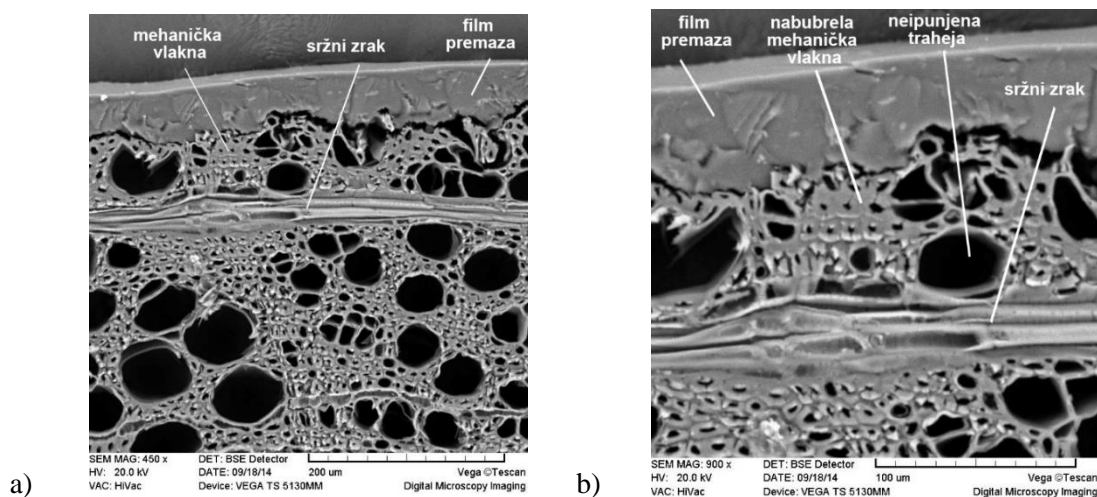 mehanička
vlakna
sržni zrak
film
premaza
SEM MAG: 450 x
DET: BSE Detector
HV: 20.0 kV
DATE: 09/18/14
200 um
Vega ©Tescan
VAC: HiVac
Device: VEGA TS 5130MM
Digital Microscopy Imaging
a)
film
premaza
nabubrela
mehanička
vlakna
neipunjena
traheja
sržni zrak
SEM MAG: 900 x
DET: BSE Detector
HV: 20.0 kV
DATE: 09/18/14
100 um
Vega ©Tescan
VAC: HiVac
Device: VEGA TS 5130MM
Digital Microscopy Imaging
b)